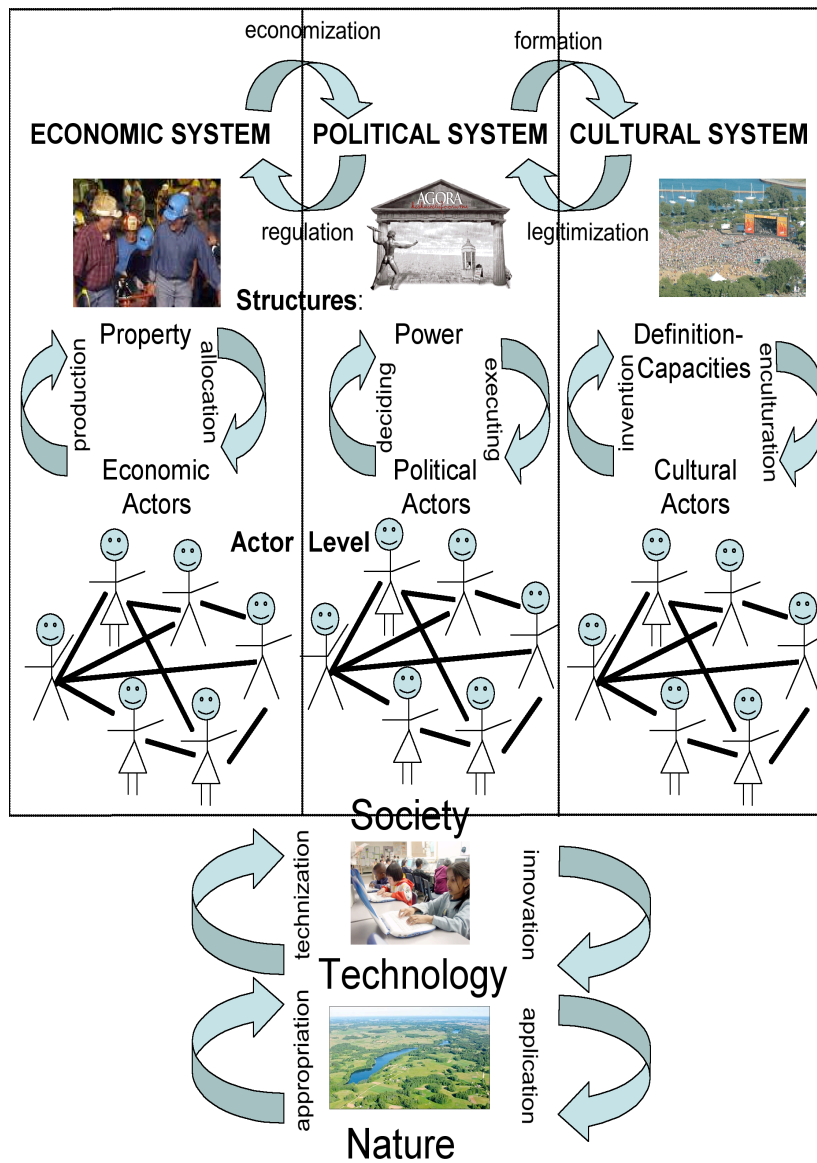 economization
formation
ECONOMIC SYSTEM
POLITICAL SYSTEM
CULTURAL SYSTEM
AGORA
regulation
legitimization
Structures:
Property
Power
Definition-
Capacities
production
allocation
deciding
executing
invention
enculturation
Economic
Actors
Political
Actors
Cultural
Actors
Actor Level
Society
technization
innovation
Technology
appropriation
application
Nature